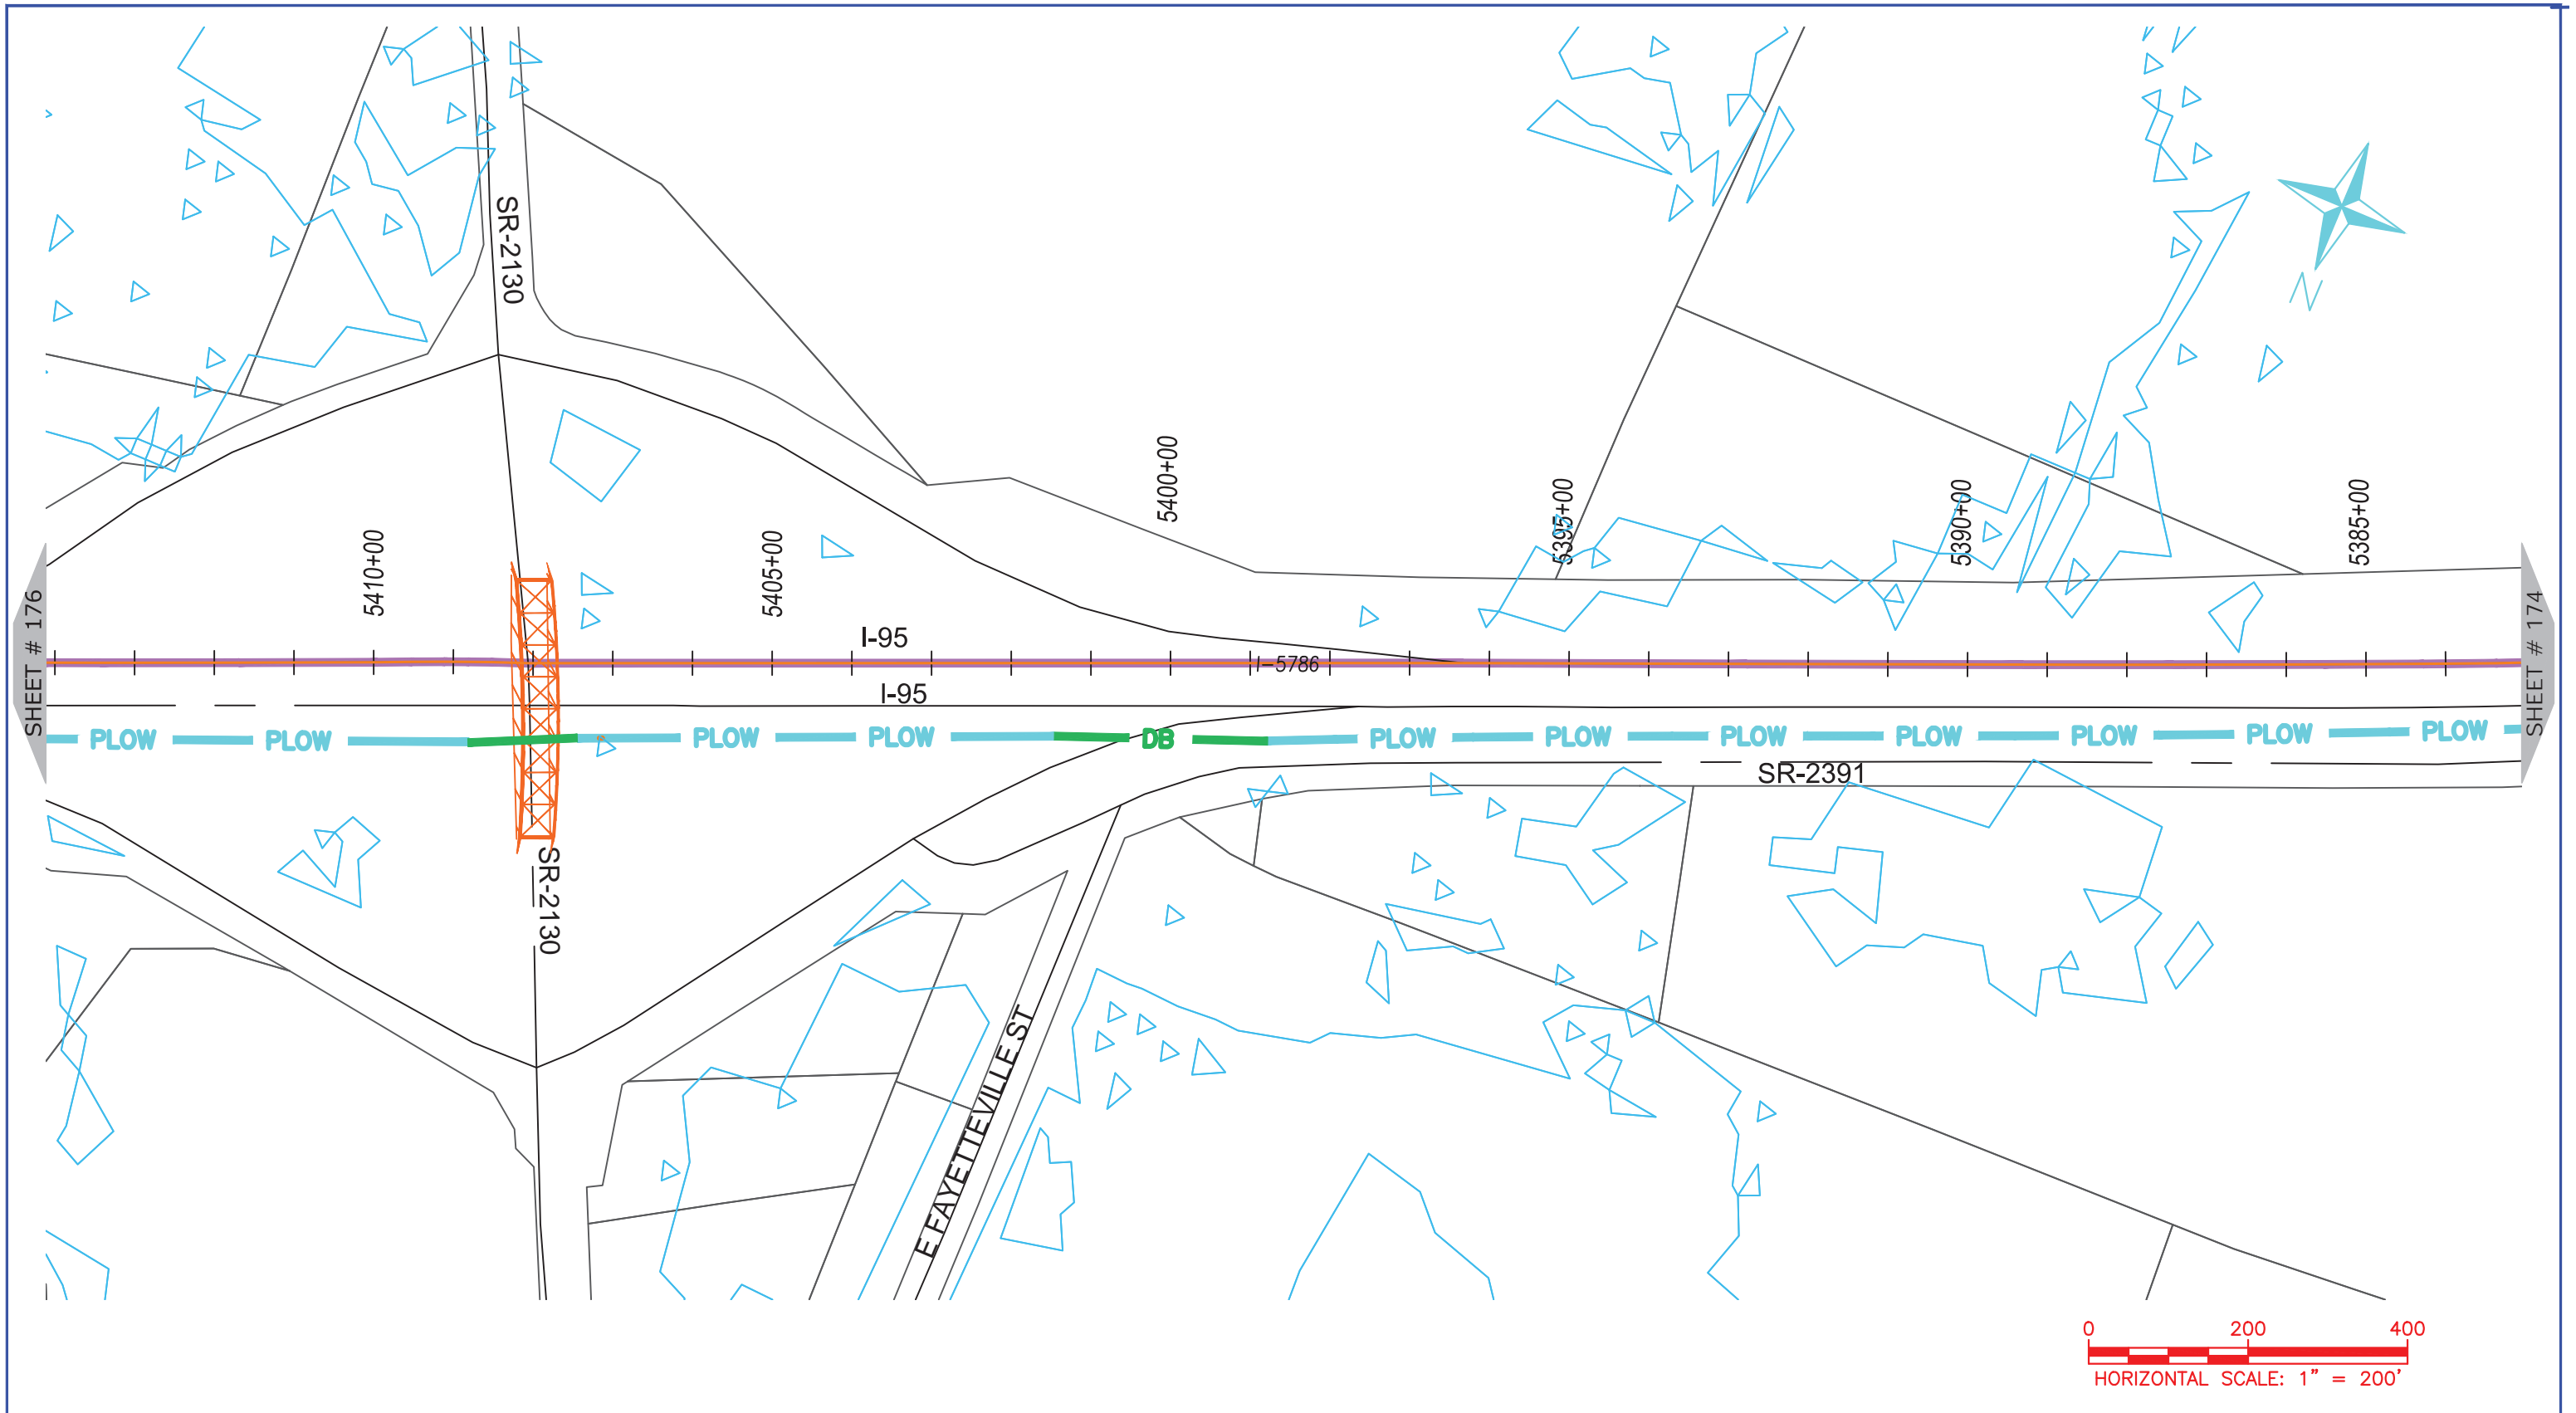 SR-2130
N
5400+00
5395+00
5390+00
5385+00
5410+00
5405+00
SHEET # 176
SHEET # 174
I-95
I-5786
I-95
PLOW PLOW PLOW PLOW DB PLOW PLOW PLOW PLOW PLOW PLOW PLOW
SR-2391
SR-2130
E FAYETTEVILLE ST
0 200 400
HORIZONTAL SCALE: 1" = 200'